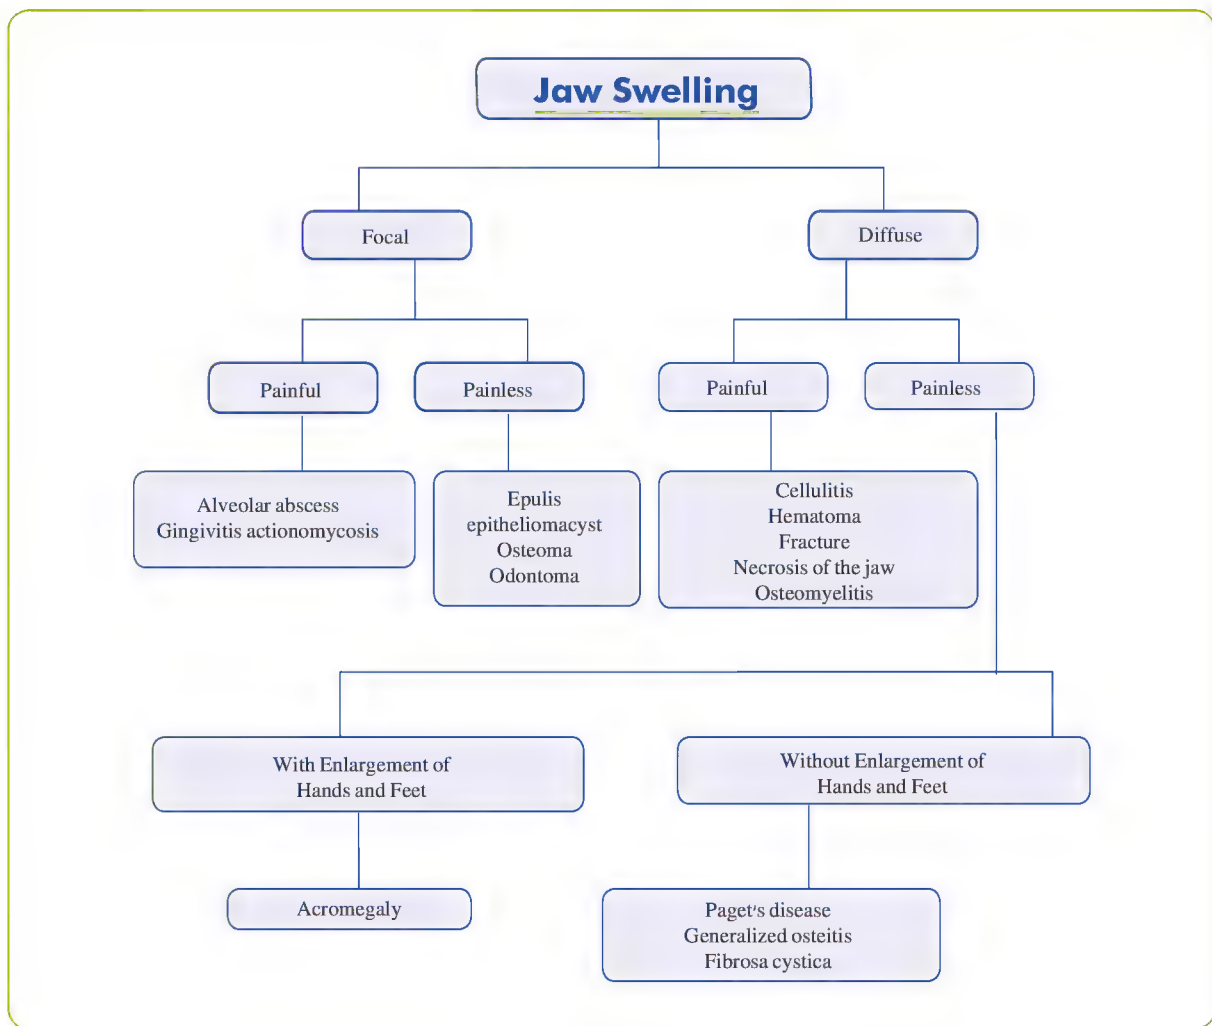 Jaw Swelling
Focal
Diffuse
Painful
Painless
Painful
Painless
Alveolar abscess
Gingivitis actionomycosis
Epulis
epitheliomacyst
Osteoma
Odontoma
Cellulitis
Hematoma
Fracture
Necrosis of the jaw
Osteomyelitis
With Enlargement of
Hands and Feet
Without Enlargement of
Hands and Feet
Acromegaly
Paget's disease
Generalized osteitis
Fibrosa cystica